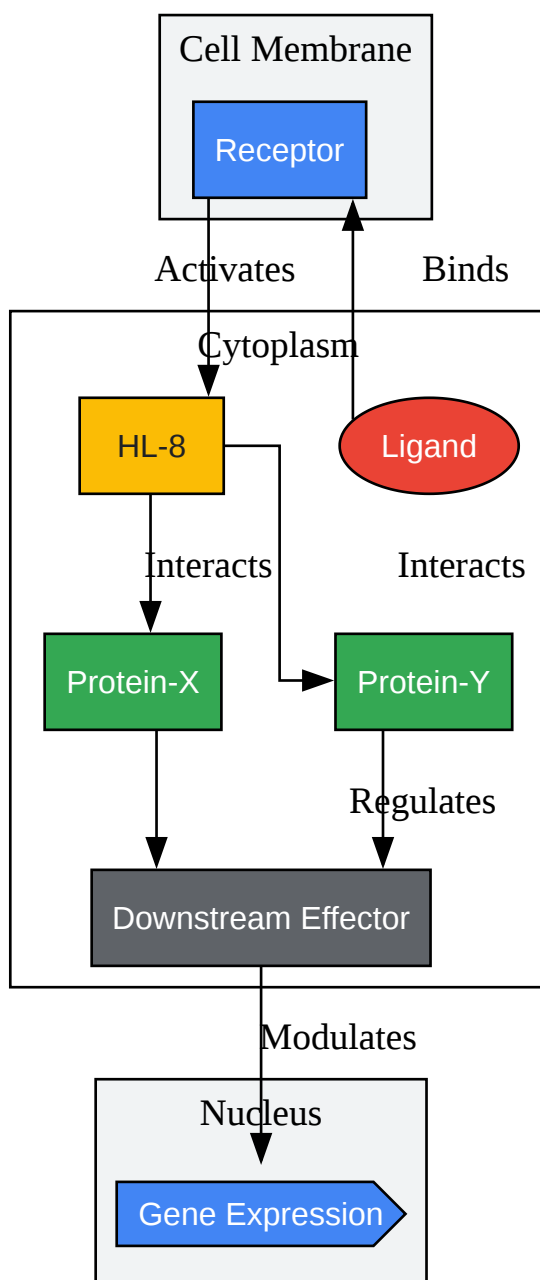 Cell Membrane
Receptor
Activates
Binds
Cytoplasm
HL-8
Ligand
Interacts
Interacts
Protein-X
Protein-Y
Regulates
Downstream Effector
Modulates
Nucleus
Gene Expression